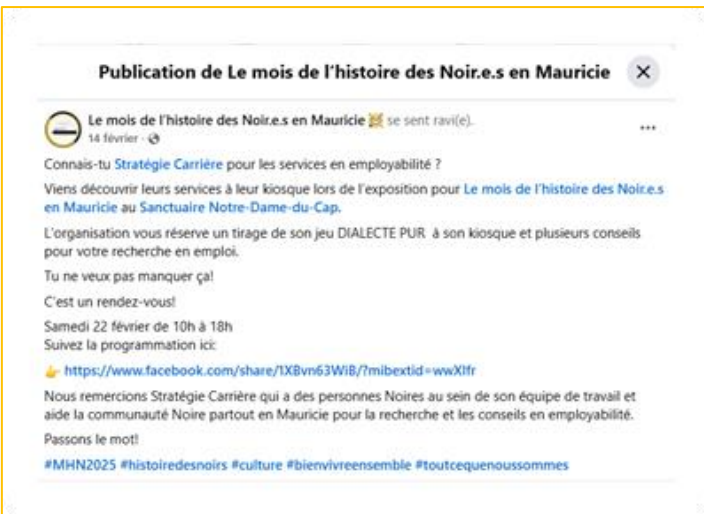 Publication de Le mois de l'histoire des Noir.e.s en Mauricie
Le mois de l'histoire des Noir.e.s en Mauricie se sent ravi(e).
14 février
Connais-tu Stratégie Carrière pour les services en employabilité ?
Viens découvrir leurs services à leur kiosque lors de l'exposition pour Le mois de l'histoire des Noir.e.s
en Mauricie au Sanctuaire Notre-Dame-du-Cap.
L'organisation vous réserve un tirage de son jeu DIALECTE PUR à son kiosque et plusieurs conseils
pour votre recherche en emploi.
Tu ne veux pas manquer ça!
C'est un rendez-vous!
Samedi 22 février de 10h à 18h
Suivez la programmation ici:
👉 https://www.facebook.com/share/1XBvn63WiB/?mibextid=wwXIfr
Nous remercions Stratégie Carrière qui a des personnes Noires au sein de son équipe de travail et
aide la communauté Noire partout en Mauricie pour la recherche et les conseils en employabilité.
Passons le mot!
#MHN2025 #histoiredesnoirs #culture #bienvivreensemble #toutcequenoussommes